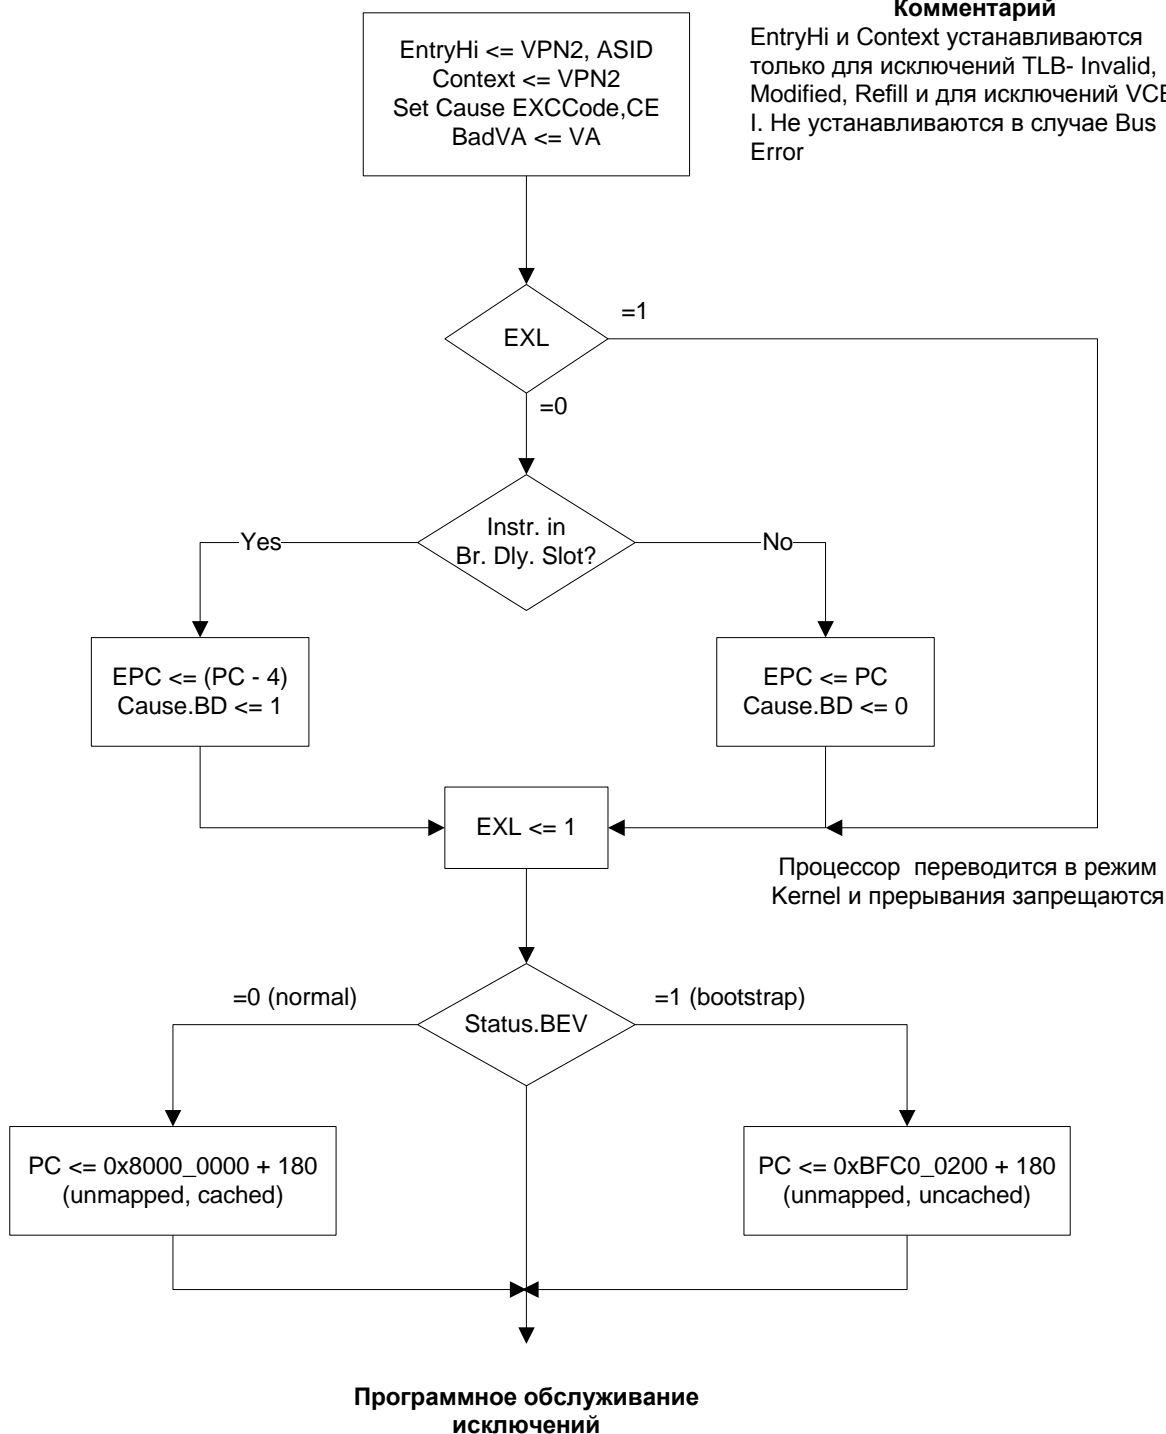 Комментарий
EntryHi и Context устанавливаются
только для исключений TLB- Invalid,
Modified, Refill и для исключений
I. Не устанавливаются в случае Bus
Error
EntryHi <= VPN2, ASID
Context <= VPN2
Set Cause EXCCode,CE
BadVA <= VA
EXL
=1
=0
Instr. in
Br. Dly. Slot?
Yes
No
EPC <= (PC - 4)
Cause.BD <= 1
EPC <= PC
Cause.BD <= 0
EXL <= 1
Процессор переводится в режим
Kernel и прерывания запрещаются
Status.BEV
=0 (normal)
=1 (bootstrap)
PC <= 0x8000_0000 + 180
(unmapped, cached)
PC <= 0xBFC0_0200 + 180
(unmapped, uncached)
Программное обслуживание
исключений